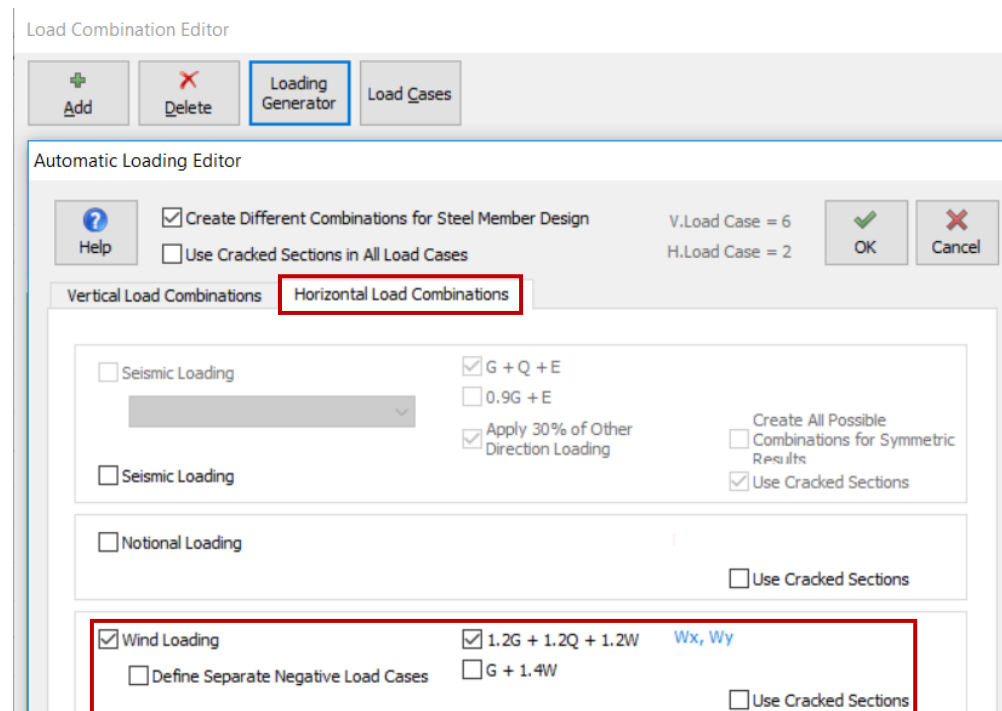 Load Combination Editor
Add
Delete
Loading
Generator
Load Cases
Automatic Loading Editor
Help
Create Different Combinations for Steel Member Design
Use Cracked Sections in All Load Cases
V.Load Case = 6
H.Load Case = 2
OK
Cancel
Vertical Load Combinations
Horizontal Load Combinations
Seismic Loading
G + Q + E
0.9G + E
Apply 30% of Other
Direction Loading
Create All Possible
Combinations for Symmetric
Results
Seismic Loading
Use Cracked Sections
Notional Loading
Use Cracked Sections
Wind Loading
1.2G + 1.2Q + 1.2W
Wx, Wy
Define Separate Negative Load Cases
G + 1.4W
Use Cracked Sections